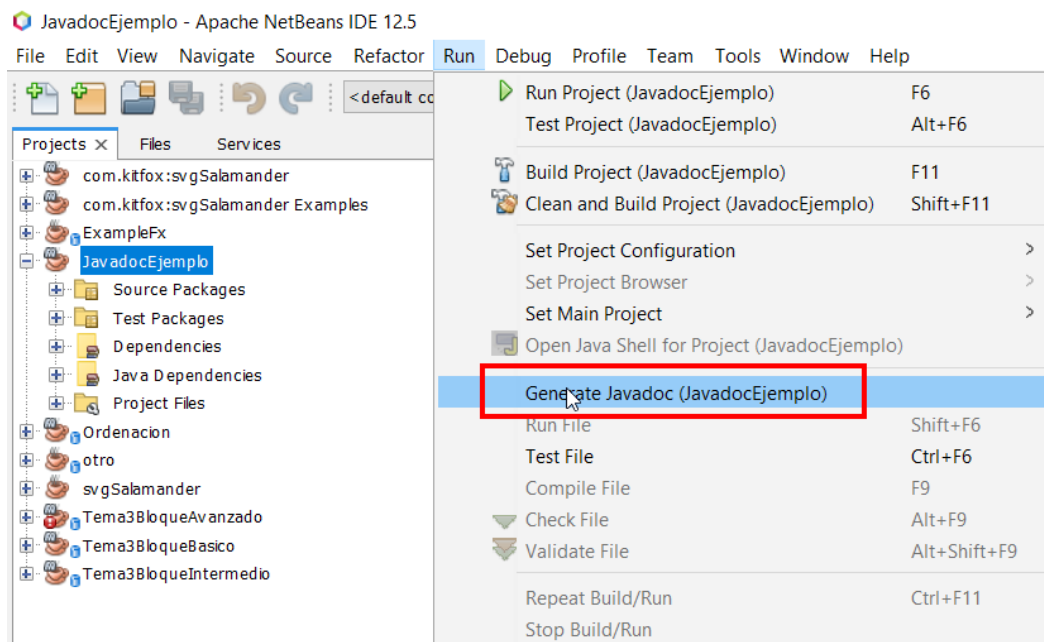 JavadocEjemplo - Apache NetBeans IDE 12.5
File Edit View Navigate Source Refactor Run Debug Profile Team Tools Window Help
<default co
Projects Files Services
com.kitfox:svgSalamander
com.kitfox:svgSalamander Examples
ExampleFx
JavadocEjemplo
Source Packages
Test Packages
Dependencies
Java Dependencies
Project Files
Ordenacion
otro
svgSalamander
Tema3BloqueAvanzado
Tema3BloqueBasico
Tema3BloqueIntermedio
Run Project (JavadocEjemplo) F6
Test Project (JavadocEjemplo) Alt+F6
Build Project (JavadocEjemplo) F11
Clean and Build Project (JavadocEjemplo) Shift+F11
Set Project Configuration
Set Project Browser
Set Main Project
Open Java Shell for Project (JavadocEjemplo)
Generate Javadoc (JavadocEjemplo)
Run File Shift+F6
Test File Ctrl+F6
Compile File F9
Check File Alt+F9
Validate File Alt+Shift+F9
Repeat Build/Run Ctrl+F11
Stop Build/Run